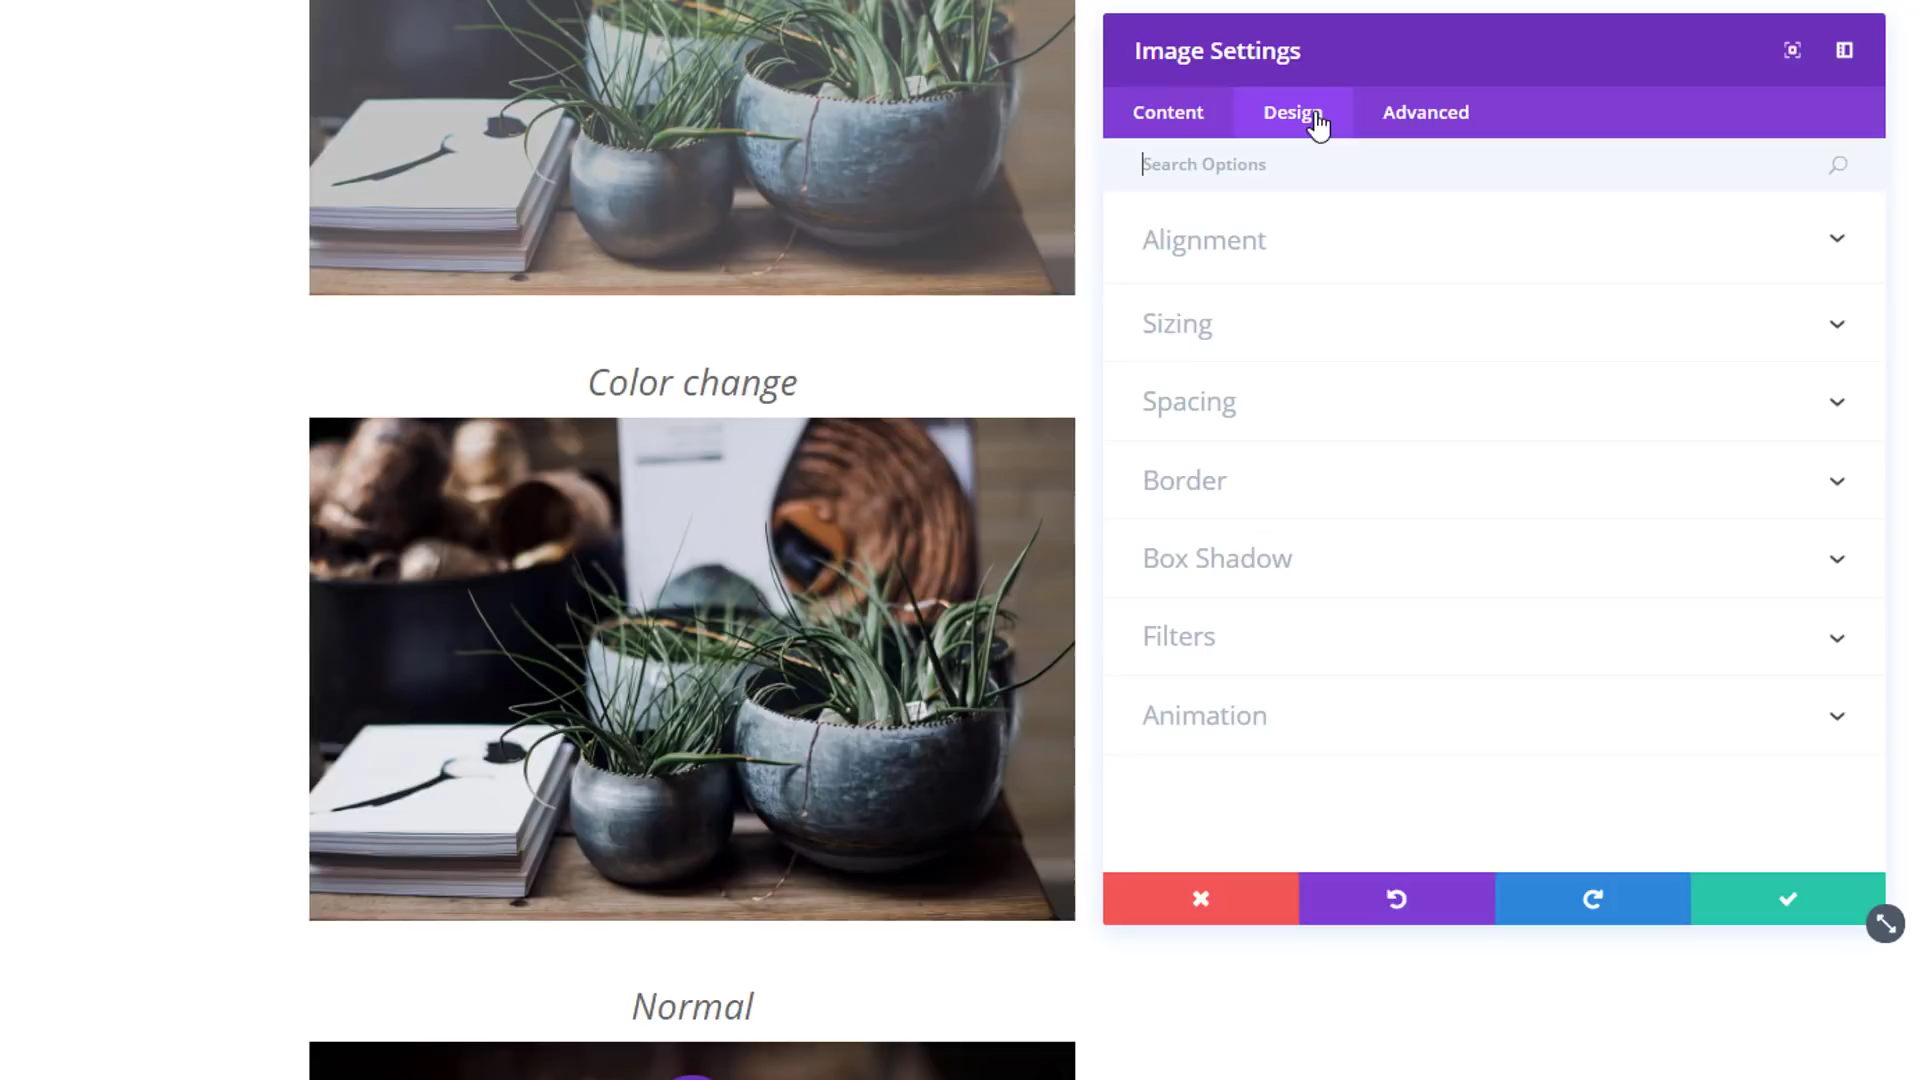 Color change
Normal
Image Settings
Content Design Advanced
Search Options
Alignment
Sizing
Spacing
Border
Box Shadow
Filters
Animation